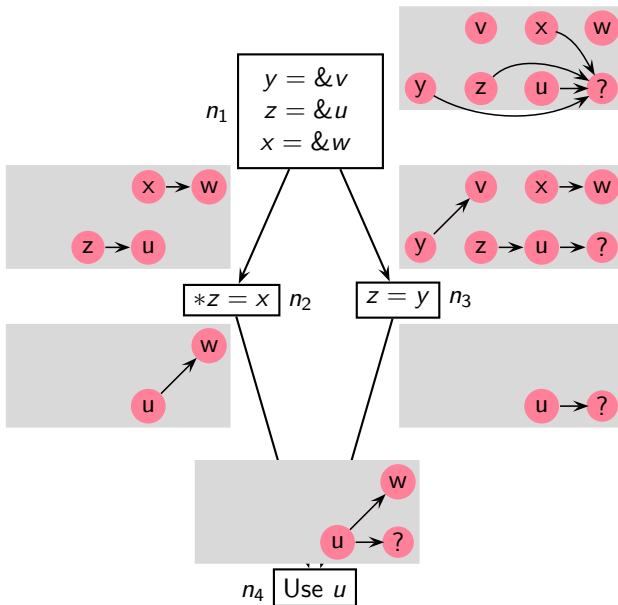 v x w
y z u ?
n1
y = &v
z = &u
x = &w
x w
z u
v x w
y z u ?
*z = x n2
z = y n3
w
u
u ?
w
u ?
n4 Use u